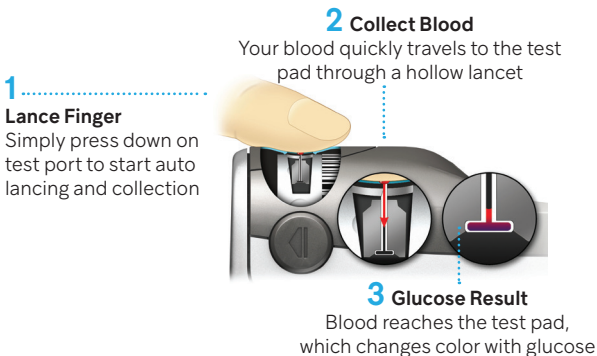 1
Lance Finger
Simply press down on
test port to start auto
lancing and collection
2 Collect Blood
Your blood quickly travels to the test
pad through a hollow lancet
3 Glucose Result
Blood reaches the test pad,
which changes color with glucose